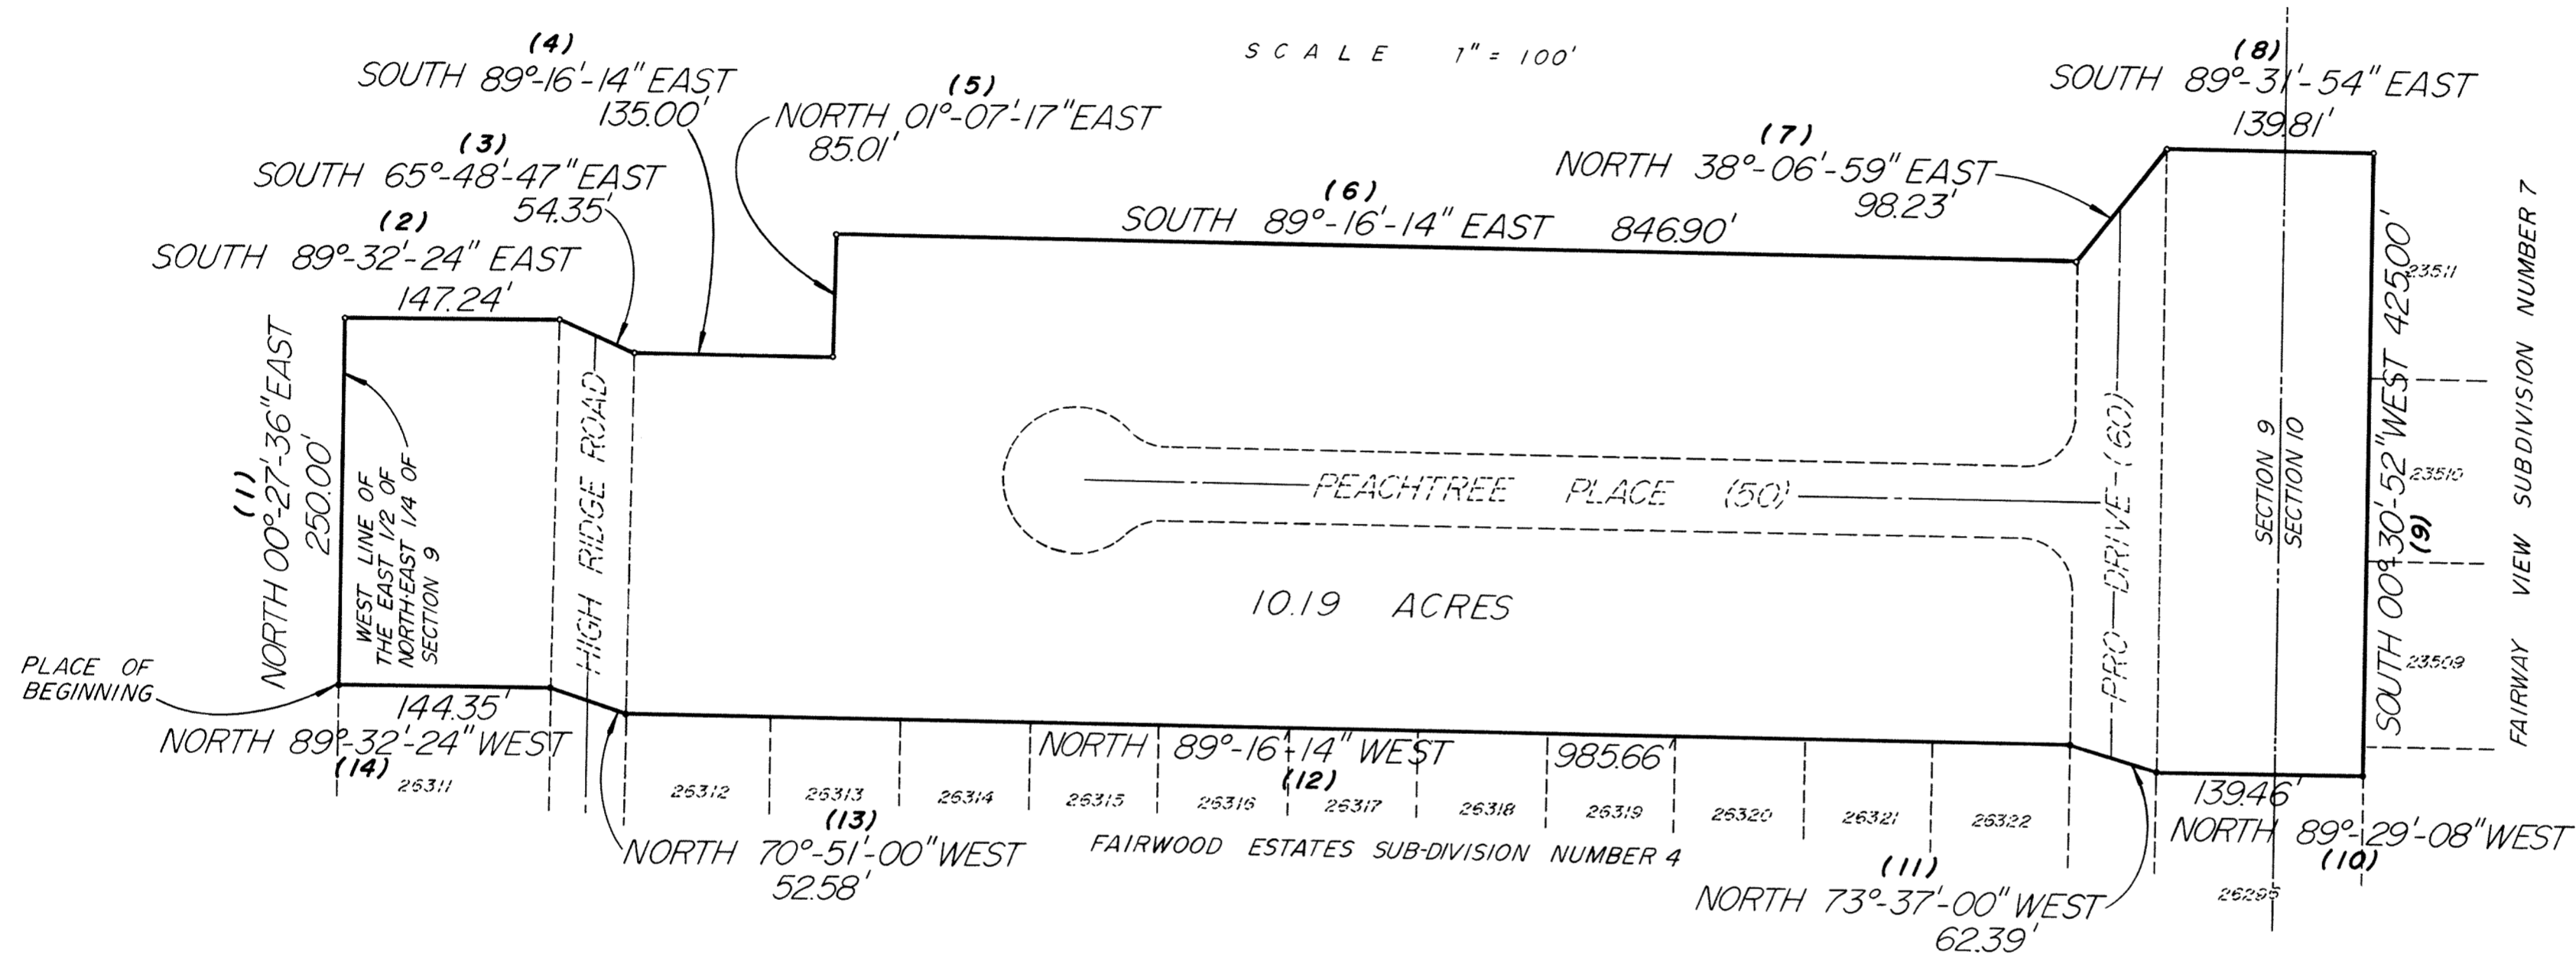 SCALE 1" = 100'
(4)
SOUTH 89°-16'-14" EAST
135.00'
(5)
NORTH 01°-07'-17" EAST
85.01'
(8)
SOUTH 89°-31'-54" EAST
139.81'
(3)
SOUTH 65°-48'-47" EAST
54.35'
(7)
NORTH 38°-06'-59" EAST
98.23'
(2)
SOUTH 89°-32'-24" EAST
147.24'
(6)
SOUTH 89°-16'-14" EAST 846.90'
(1)
NORTH 00°-27'-36" EAST
250.00'
WEST LINE OF
THE EAST 1/2 OF
NORTH-EAST 1/4 OF
SECTION 9
HIGH RIDGE ROAD
PEACHTREE PLACE (50)
10.19 ACRES
PRO DRIVE (60)
SECTION 9
SECTION 10
SOUTH 00°-30'-52" WEST 425.00'
(9)
23511
23510
23509
FAIRWAY VIEW SUBDIVISION NUMBER 7
PLACE OF
BEGINNING
144.35'
NORTH 89°-32'-24" WEST
(14)
26311
NORTH 89°-16'-14" WEST 985.66'
(12)
26312
26313
26314
26315
26316
26317
26318
26319
26320
26321
26322
(13)
NORTH 70°-51'-00" WEST
52.58'
FAIRWOOD ESTATES SUB-DIVISION NUMBER 4
139.46'
NORTH 89°-29'-08" WEST
(10)
(11)
NORTH 73°-37'-00" WEST
62.39'
26295